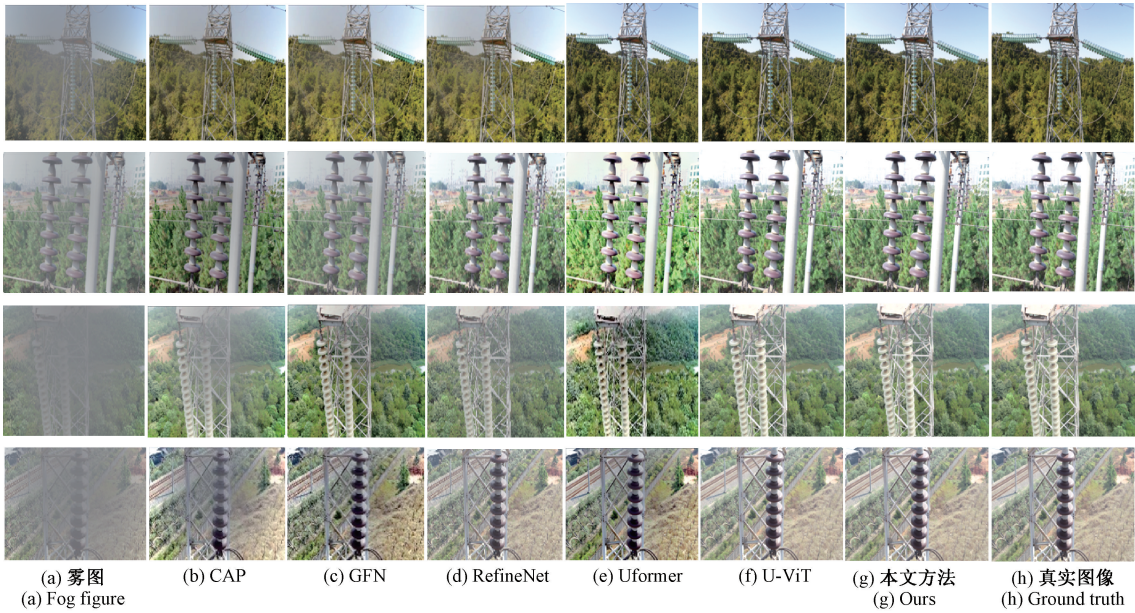 (a) 雾图
(b) CAP
(c) GFN
(d) RefineNet
(e) Uformer
(f) U-ViT
(g) 本文方法
(h) 真实图像
(a) Fog figure
(g) Ours
(h) Ground truth